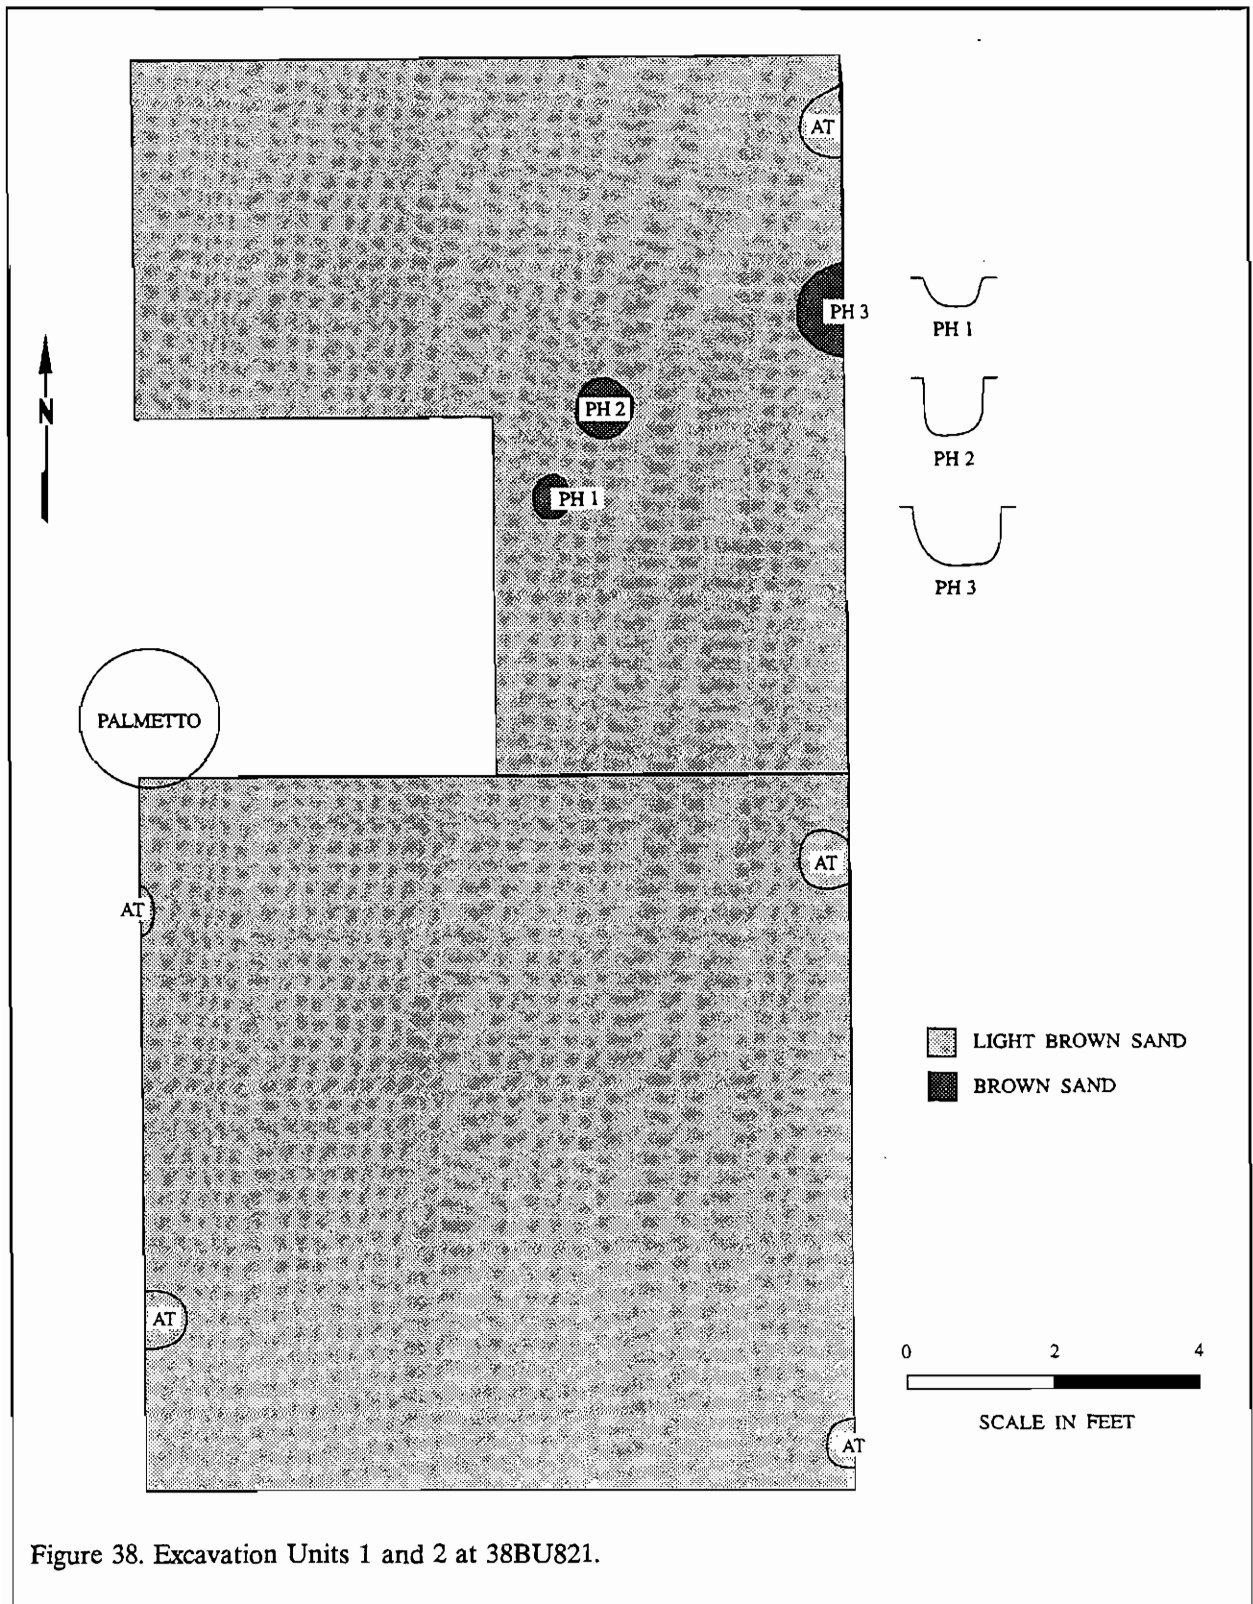 AT
PH 3
PH 1
PH 2
PH 2
N
PH 1
PH 3
PALMETTO
AT
AT
LIGHT BROWN SAND
BROWN SAND
AT
0 2 4
SCALE IN FEET
AT
Figure 38. Excavation Units 1 and 2 at 38BU821.